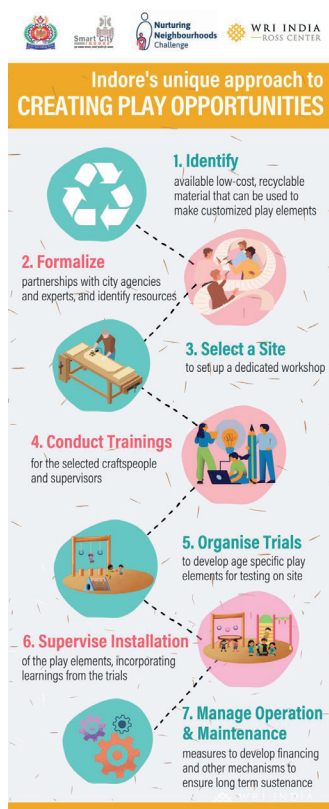 Smart City
Nurturing
Neighbourhoods
Challenge
WRI INDIA
ROSS CENTER
Indore's unique approach to
CREATING PLAY OPPORTUNITIES
1. Identify
available low-cost, recyclable
material that can be used to
make customized play elements
2. Formalize
partnerships with city agencies
and experts, and identify resources
3. Select a Site
to set up a dedicated workshop
4. Conduct Trainings
for the selected craftspeople
and supervisors
5. Organise Trials
to develop age specific play
elements for testing on site
6. Supervise Installation
of the play elements, incorporating
learnings from the trials
7. Manage Operation
& Maintenance
measures to develop financing
and other mechanisms to
ensure long term sustenance